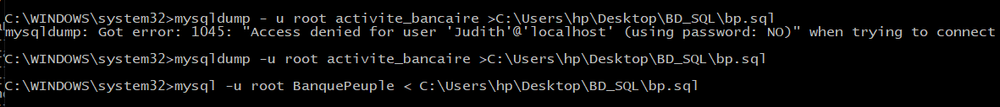 C:\WINDOWS\system32>mysqldump - u root activite_bancaire >C:\Users\hp\Desktop\BD_SQL\bp.sql
mysqldump: Got error: 1045: "Access denied for user 'Judith'@'localhost' (using password: NO)" when trying to connect
C:\WINDOWS\system32>mysqldump -u root activite_bancaire >C:\Users\hp\Desktop\BD_SQL\bp.sql
C:\WINDOWS\system32>mysql -u root BanquePeuple < C:\Users\hp\Desktop\BD_SQL\bp.sql